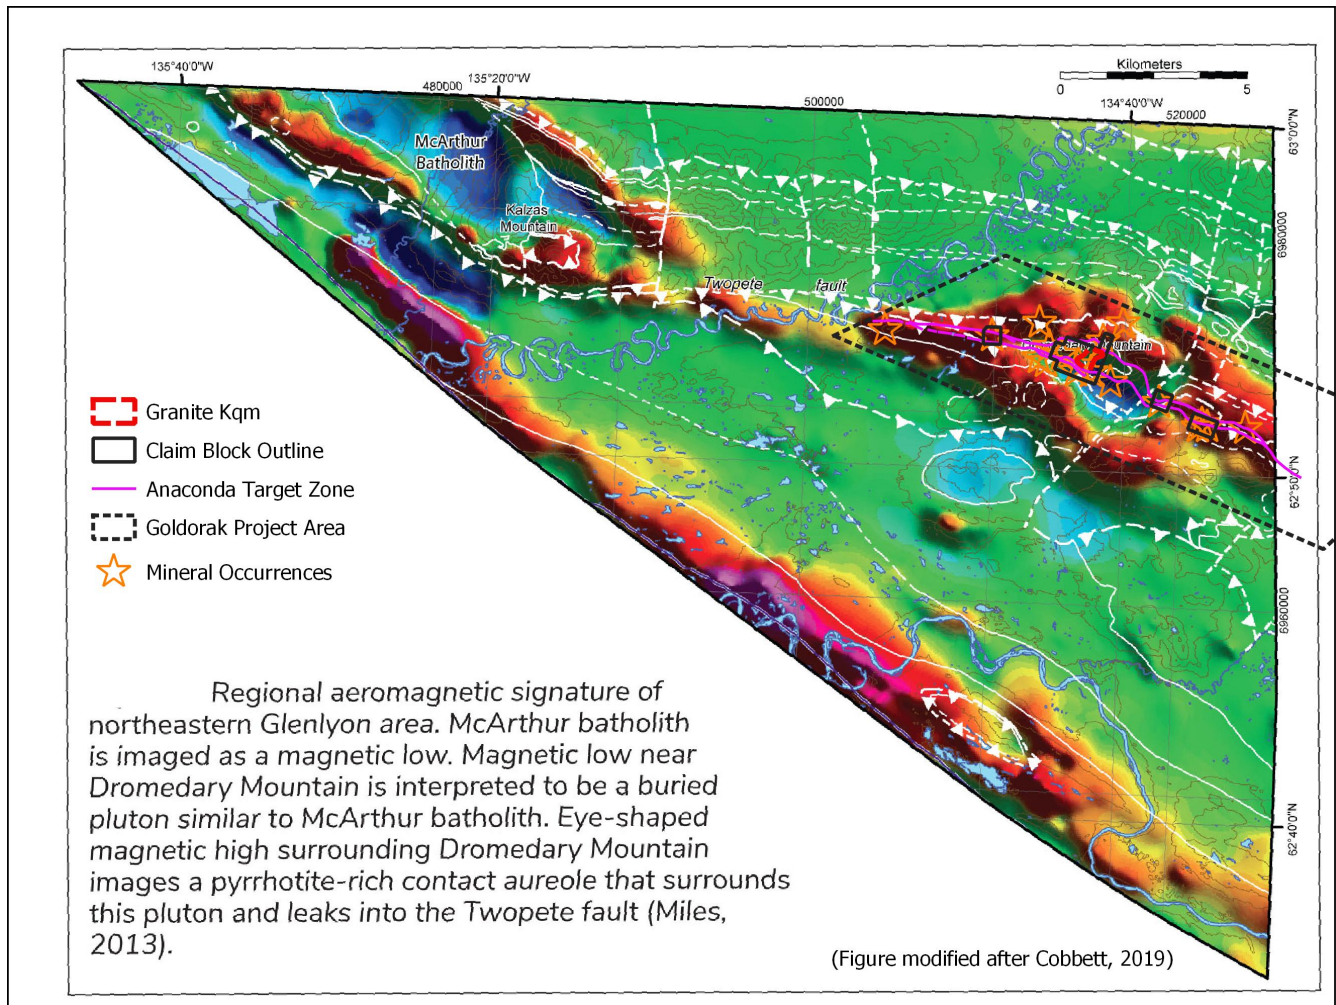 Kilometers
0 5
135°40'0"W
135°20'0"W
480000
500000
134°40'0"W
520000
63°0'0"N
McArthur
Batholith
Kalzas
Mountain
6980000
Twopete fault
Mountain
62°50'0"N
Granite Kqm
Claim Block Outline
Anaconda Target Zone
Goldorak Project Area
Mineral Occurrences
6960000
62°40'0"N
Regional aeromagnetic signature of
northeastern Glenlyon area. McArthur batholith
is imaged as a magnetic low. Magnetic low near
Dromedary Mountain is interpreted to be a buried
pluton similar to McArthur batholith. Eye-shaped
magnetic high surrounding Dromedary Mountain
images a pyrrhotite-rich contact aureole that surrounds
this pluton and leaks into the Twopete fault (Miles,
2013).
(Figure modified after Cobbett, 2019)